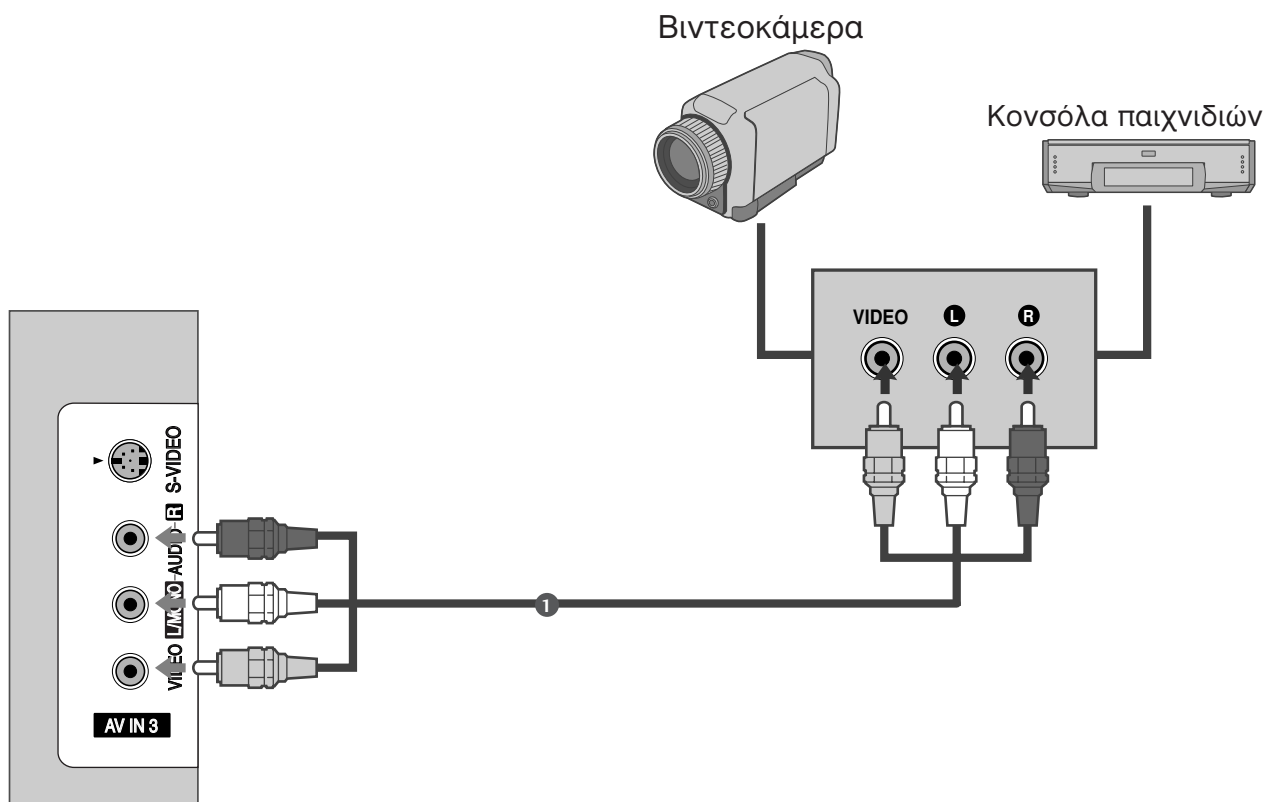 Βιντεοκάμερα
Κονσόλα παιχνιδιών
VIDEO L R
S-VIDEO
AUDIO R
L/MONO
VIDEO
AV IN 3
1